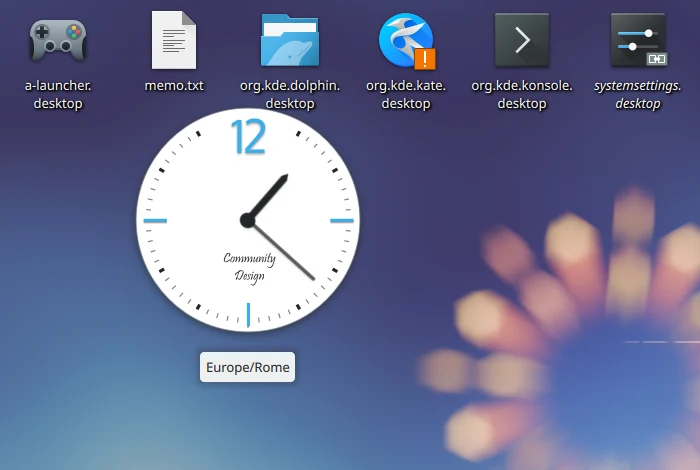 a-launcher.
desktop
memo.txt
org.kde.dolphin.
desktop
org.kde.kate.
desktop
org.kde.konsole.
desktop
systemsettings.
desktop
12
Community
Design
Europe/Rome